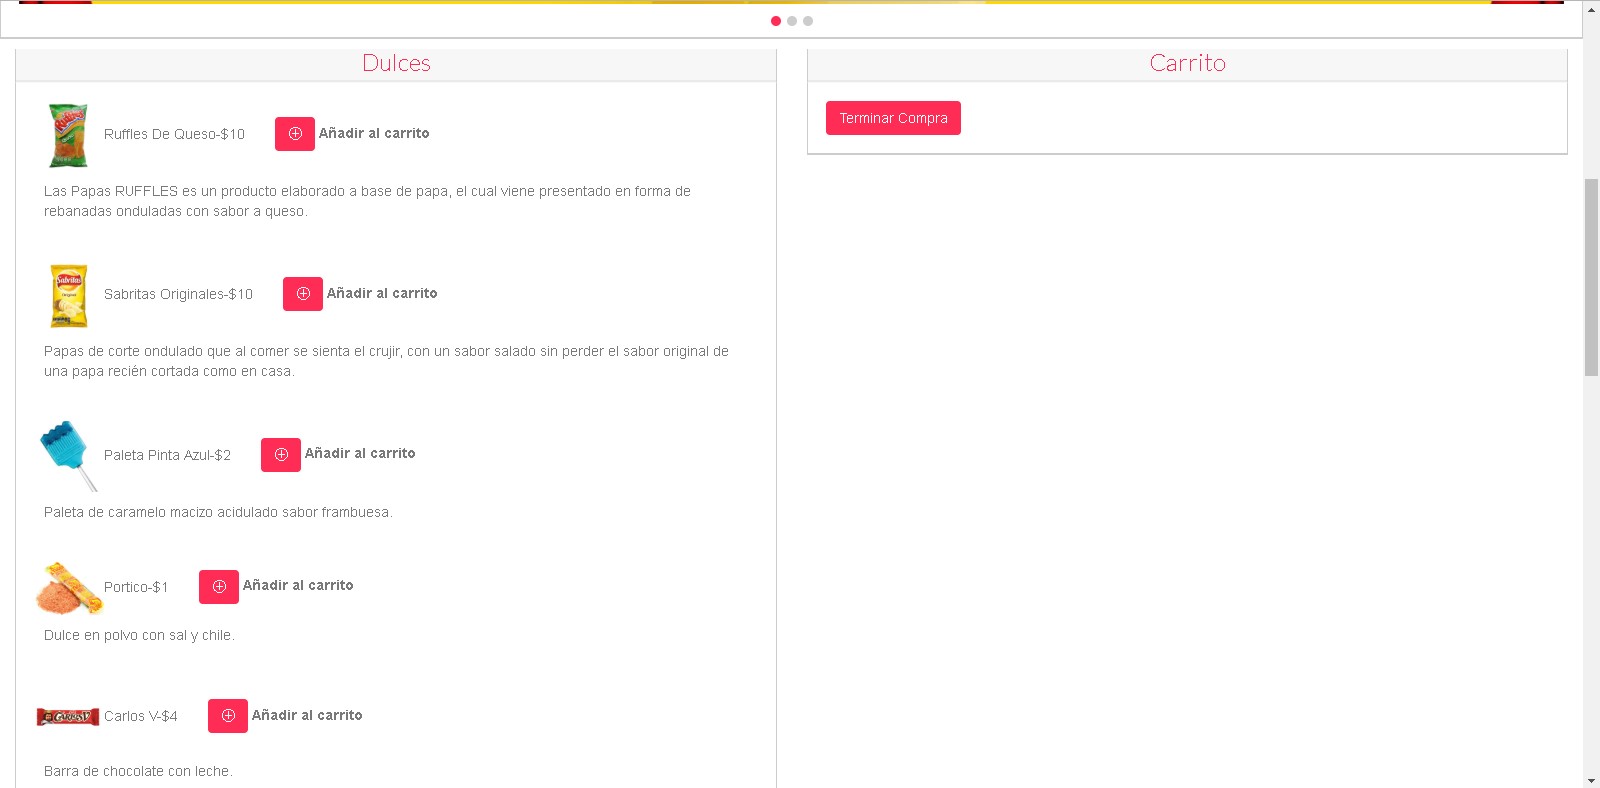 Dulces
Ruffles De Queso-$10
Añadir al carrito
Las Papas RUFFLES es un producto elaborado a base de papa, el cual viene presentado en forma de
rebanadas onduladas con sabor a queso.
Sabritas
Sabritas Originales-$10
Añadir al carrito
Papas de corte ondulado que al comer se sienta el crujir, con un sabor salado sin perder el sabor original de
una papa recién cortada como en casa.
Paleta Pinta Azul-$2
Añadir al carrito
Paleta de caramelo macizo acidulado sabor frambuesa.
Portico-$1
Añadir al carrito
Dulce en polvo con sal y chile.
CARLOS V
Carlos V-$4
Añadir al carrito
Barra de chocolate con leche.
Carrito
Terminar Compra